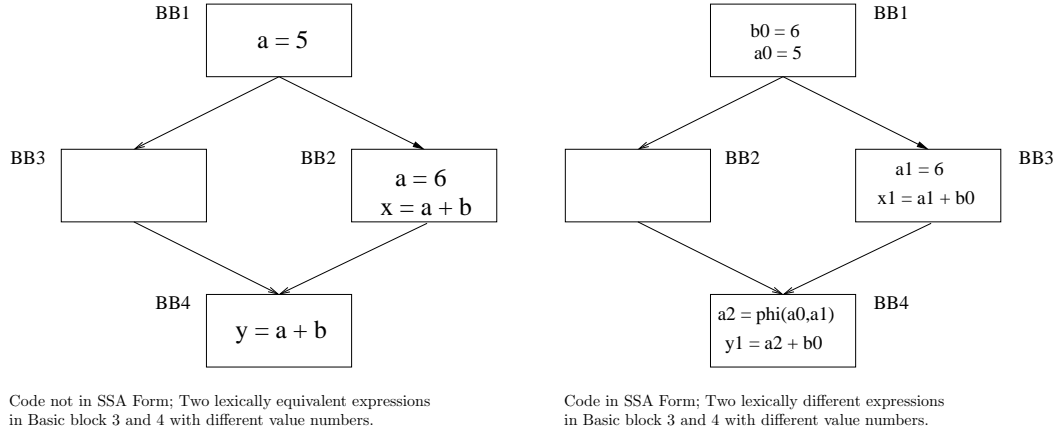 BB1
a = 5
BB3
BB2
a = 6
x = a + b
BB4
y = a + b
Code not in SSA Form; Two lexically equivalent expressions
in Basic block 3 and 4 with different value numbers.
BB1
b0 = 6
a0 = 5
BB2
BB3
a1 = 6
x1 = a1 + b0
BB4
a2 = phi(a0,a1)
y1 = a2 + b0
Code in SSA Form; Two lexically different expressions
in Basic block 3 and 4 with different value numbers.